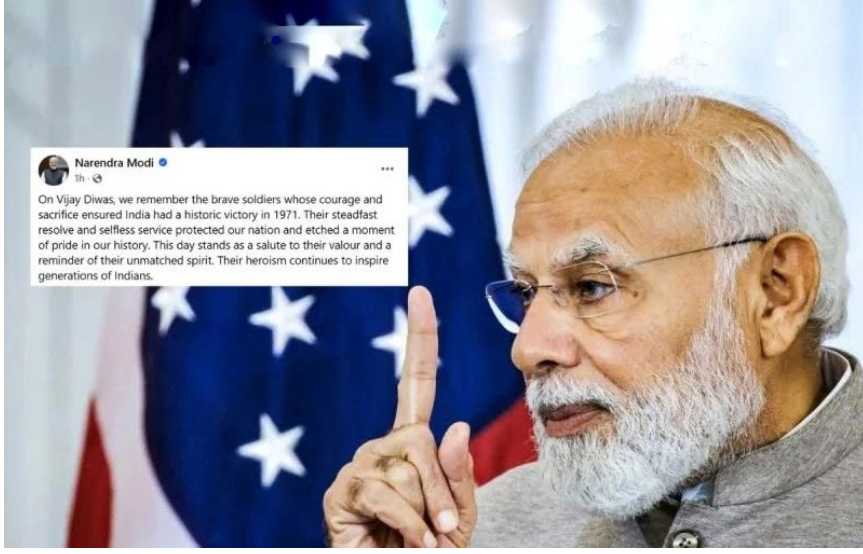 Narendra Modi
1h
On Vijay Diwas, we remember the brave soldiers whose courage and
sacrifice ensured India had a historic victory in 1971. Their steadfast
resolve and selfless service protected our nation and etched a moment
of pride in our history. This day stands as a salute to their valour and a
reminder of their unmatched spirit. Their heroism continues to inspire
generations of Indians.